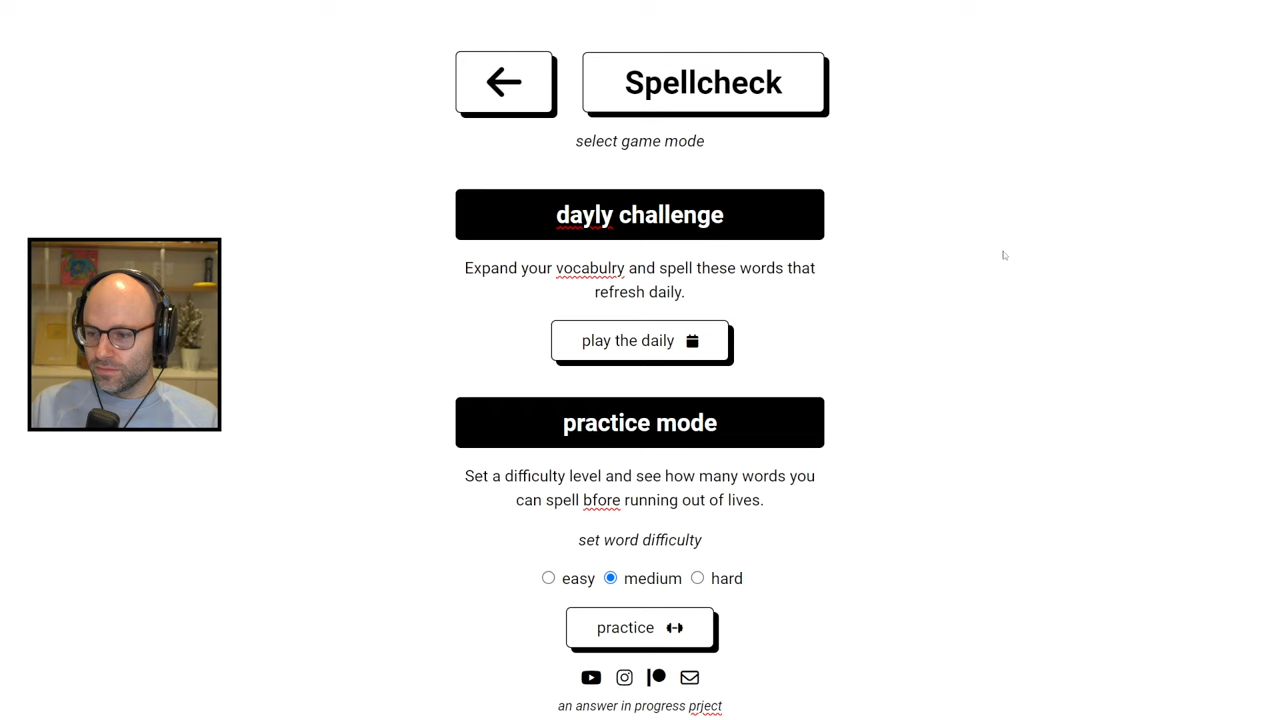 Spellcheck
select game mode
dayly challenge
Expand your vocabulry and spell these words that
refresh daily.
play the daily
practice mode
Set a difficulty level and see how many words you
can spell bfore running out of lives.
set word difficulty
easy medium hard
practice
an answer in progress prject